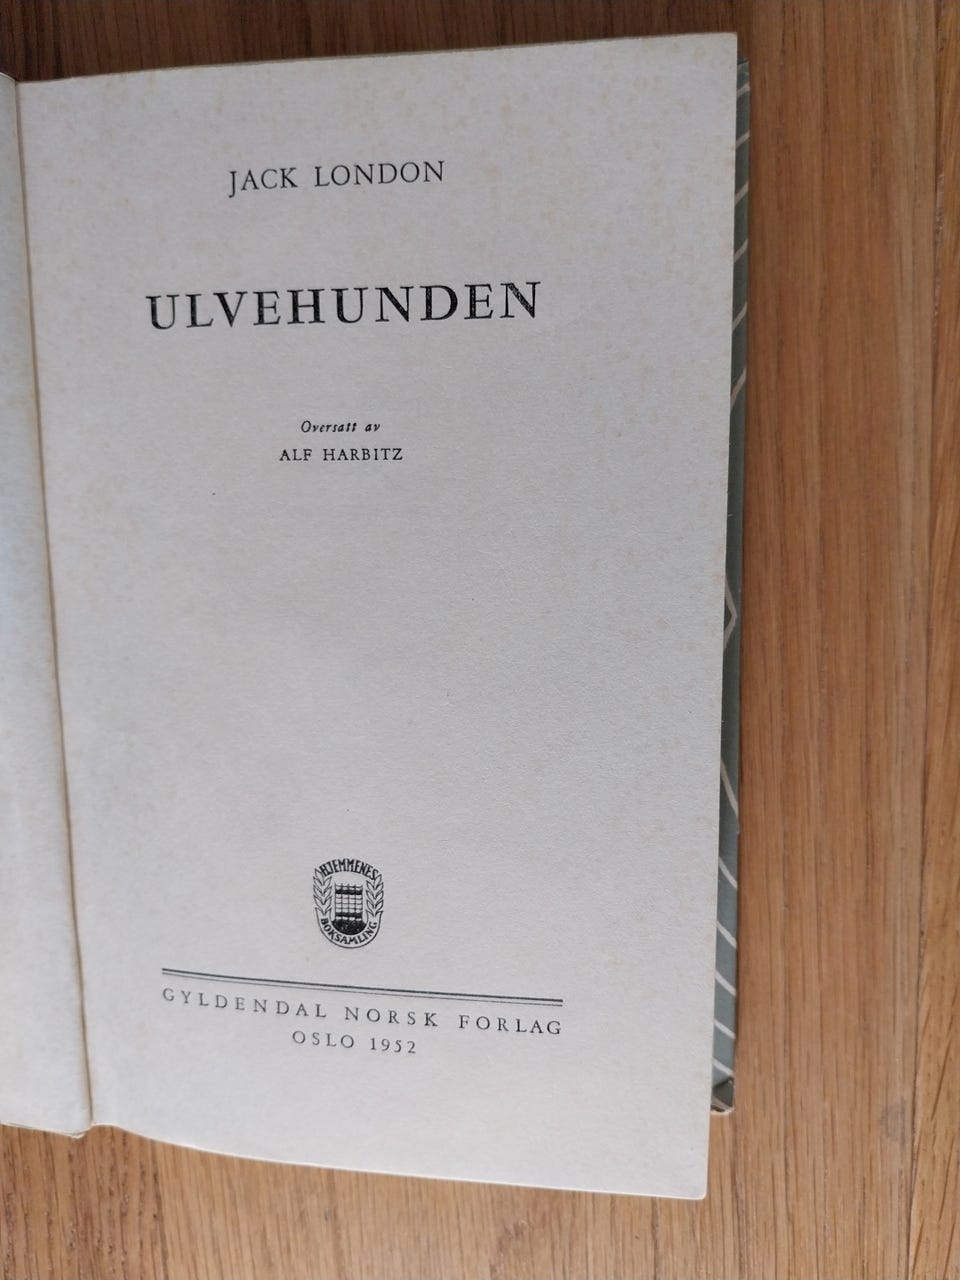 JACK LONDON
ULVEHUNDEN
Oversatt av
ALF HARBITZ
HJEMMENES
BOKSAMLING
GYLDENDAL NORSK FORLAG
OSLO 1952